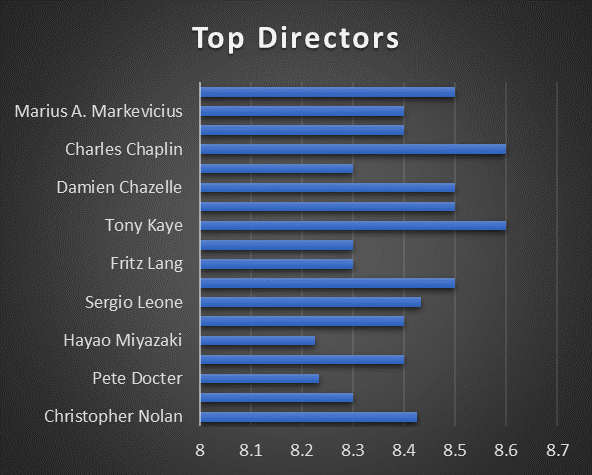 Top Directors
Marius A. Markevicius
Charles Chaplin
Damien Chazelle
Tony Kaye
Fritz Lang
Sergio Leone
Hayao Miyazaki
Pete Docter
Christopher Nolan
8 8.1 8.2 8.3 8.4 8.5 8.6 8.7